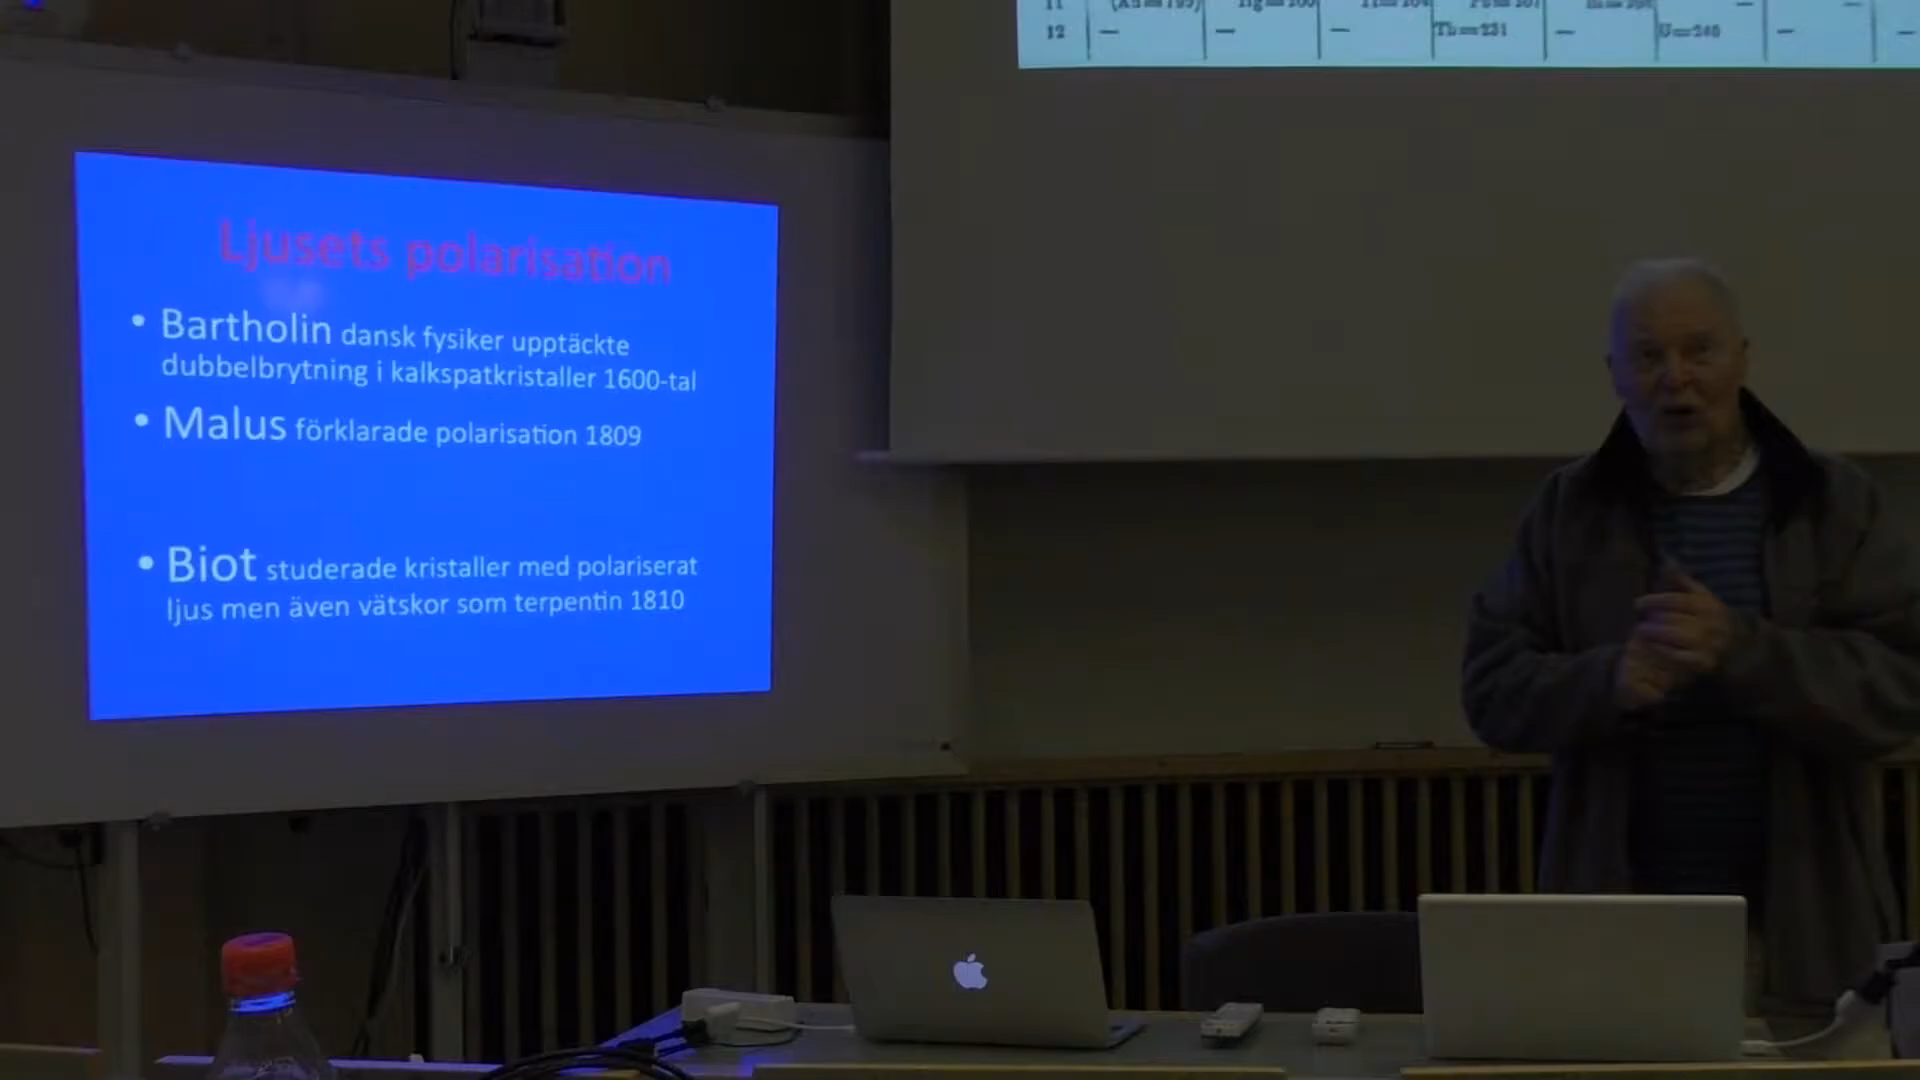 12 — — — Th=231 — U=240 — —
Ljusets polarisation
• Bartholin dansk fysiker upptäckte
dubbelbrytning i kalkspatkristaller 1600-tal
• Malus förklarade polarisation 1809
• Biot studerade kristaller med polariserat
ljus men även vätskor som terpentin 1810